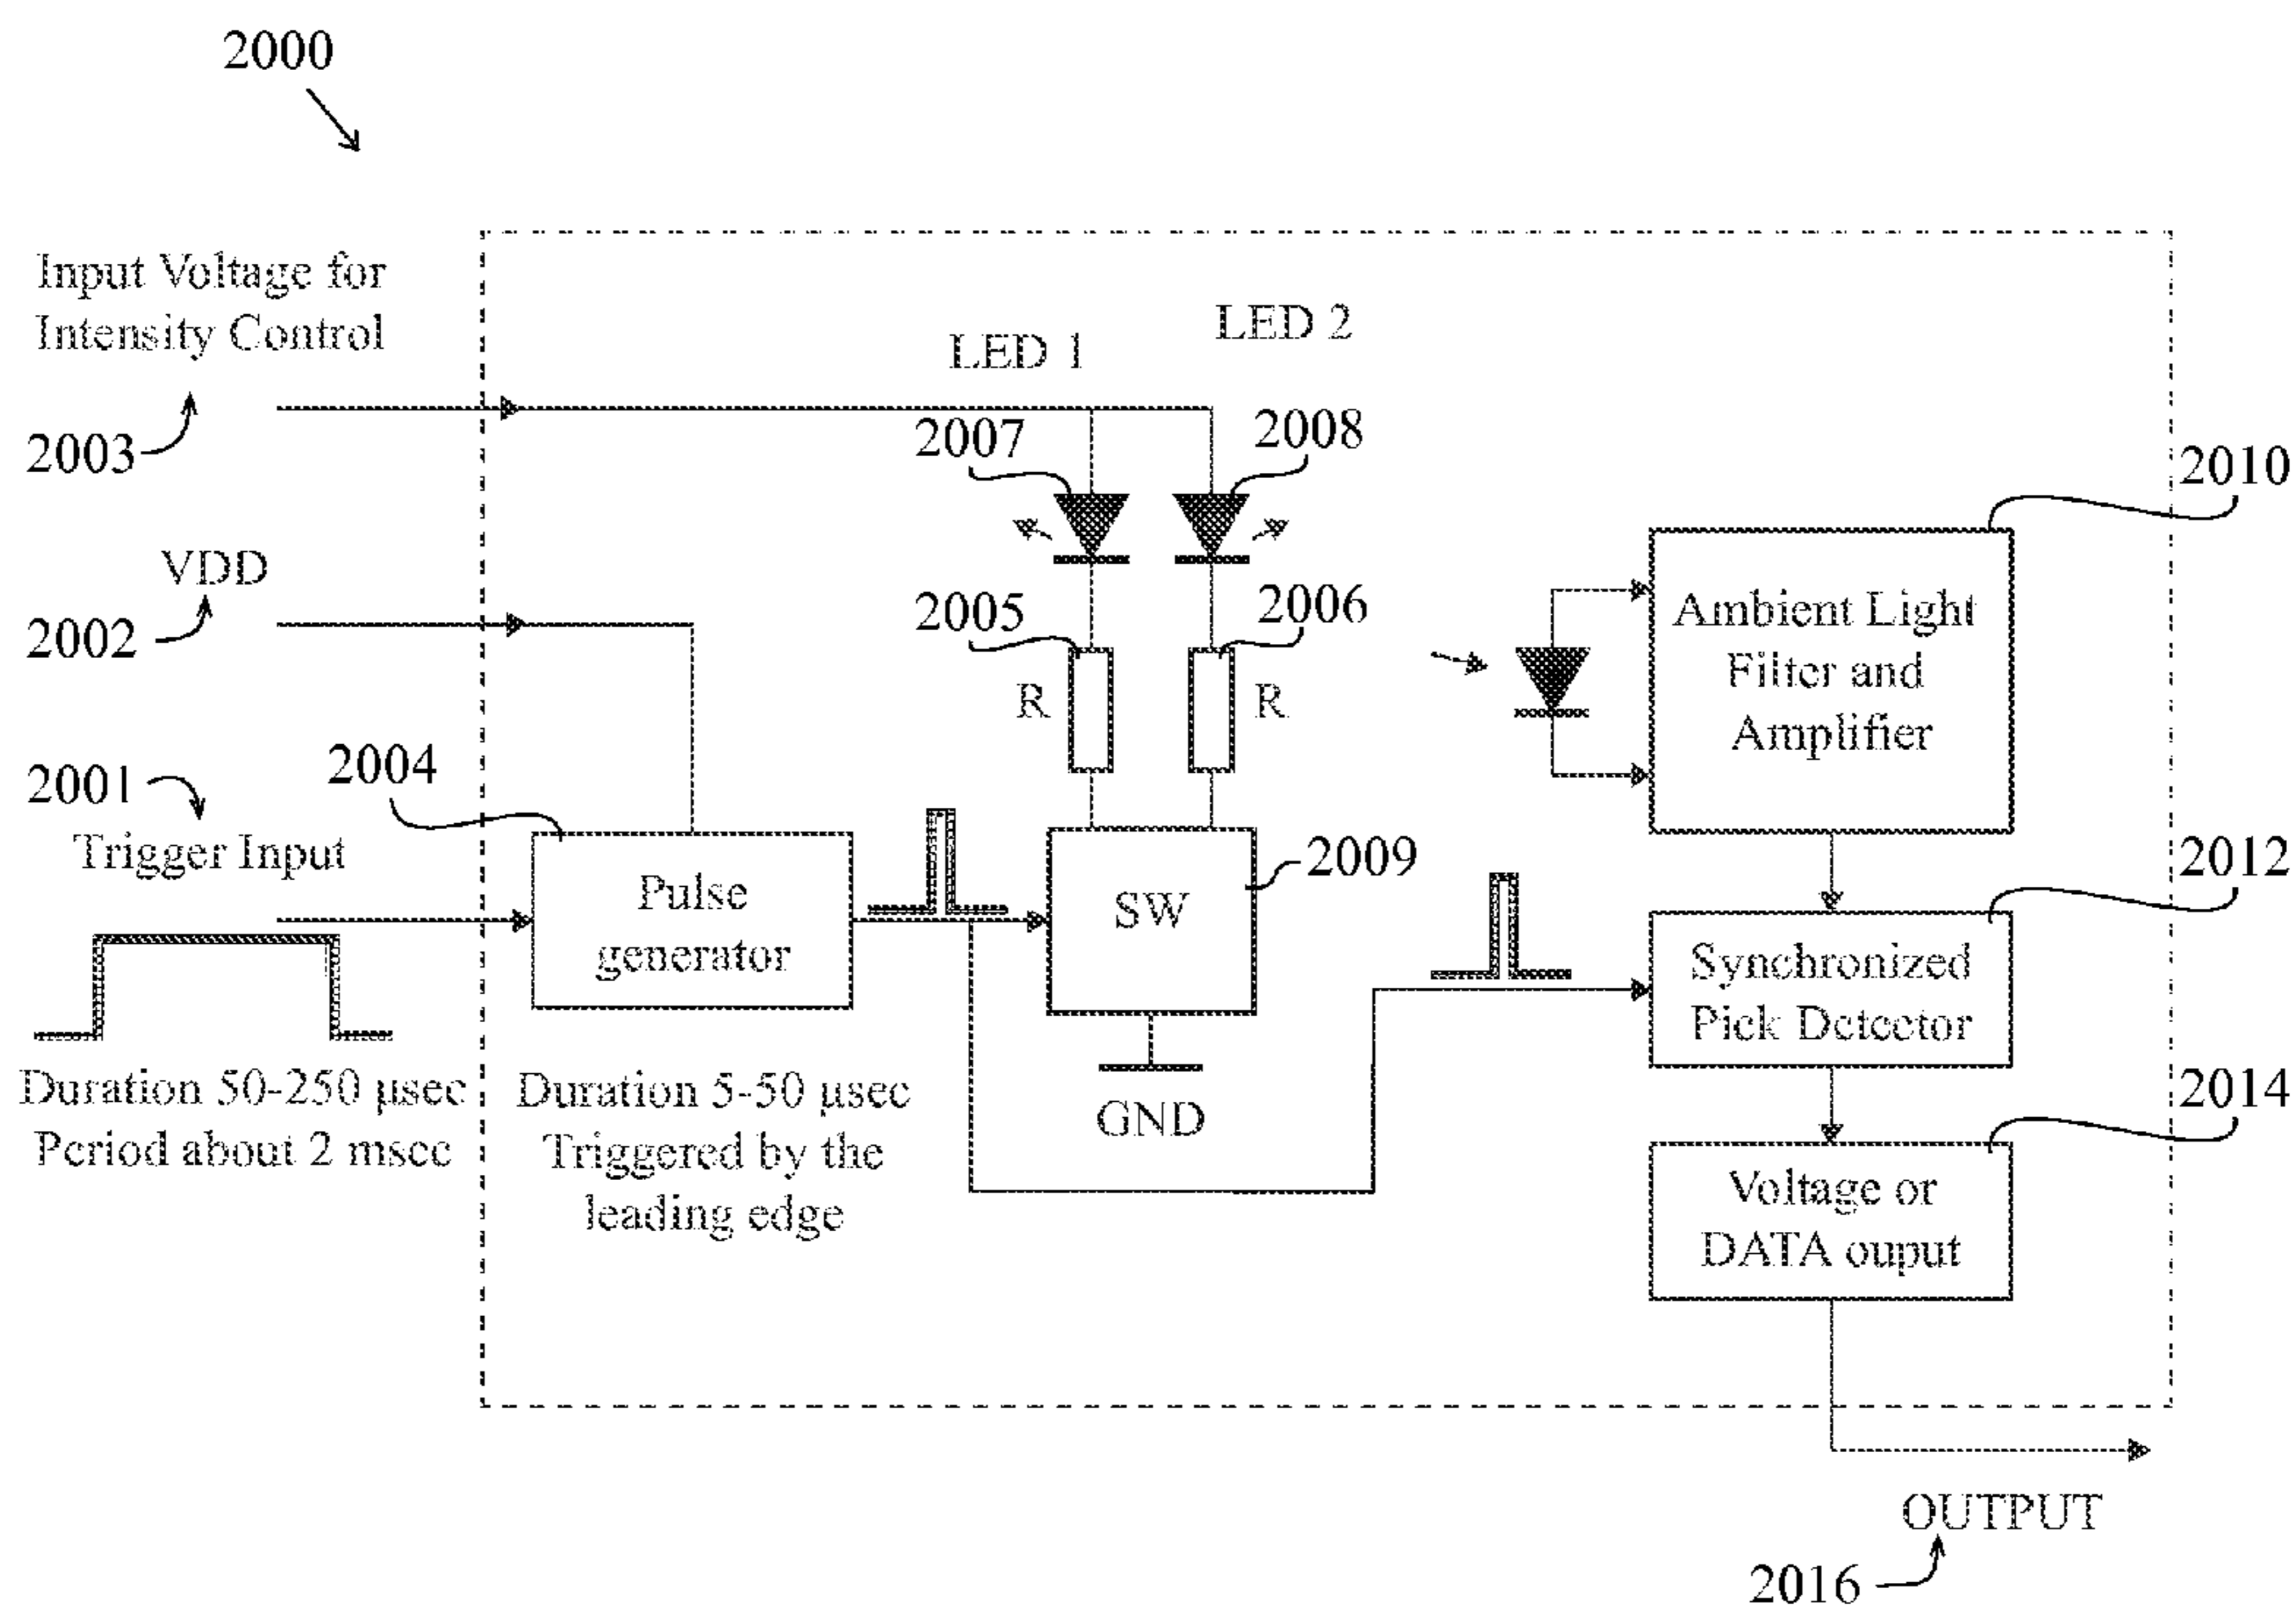 2000
Input Voltage for
Intensity Control
2003
LED 1
LED 2
2007
2008
2010
VDD
2002
2005
2006
R
R
Ambient Light
Filter and
Amplifier
2001
Trigger Input
2004
Pulse
generator
SW
2009
2012
Synchronized
Pick Detector
Duration 50-250 µsec
Period about 2 msec
Duration 5-50 µsec
Triggered by the
leading edge
GND
2014
Voltage or
DATA ouput
OUTPUT
2016